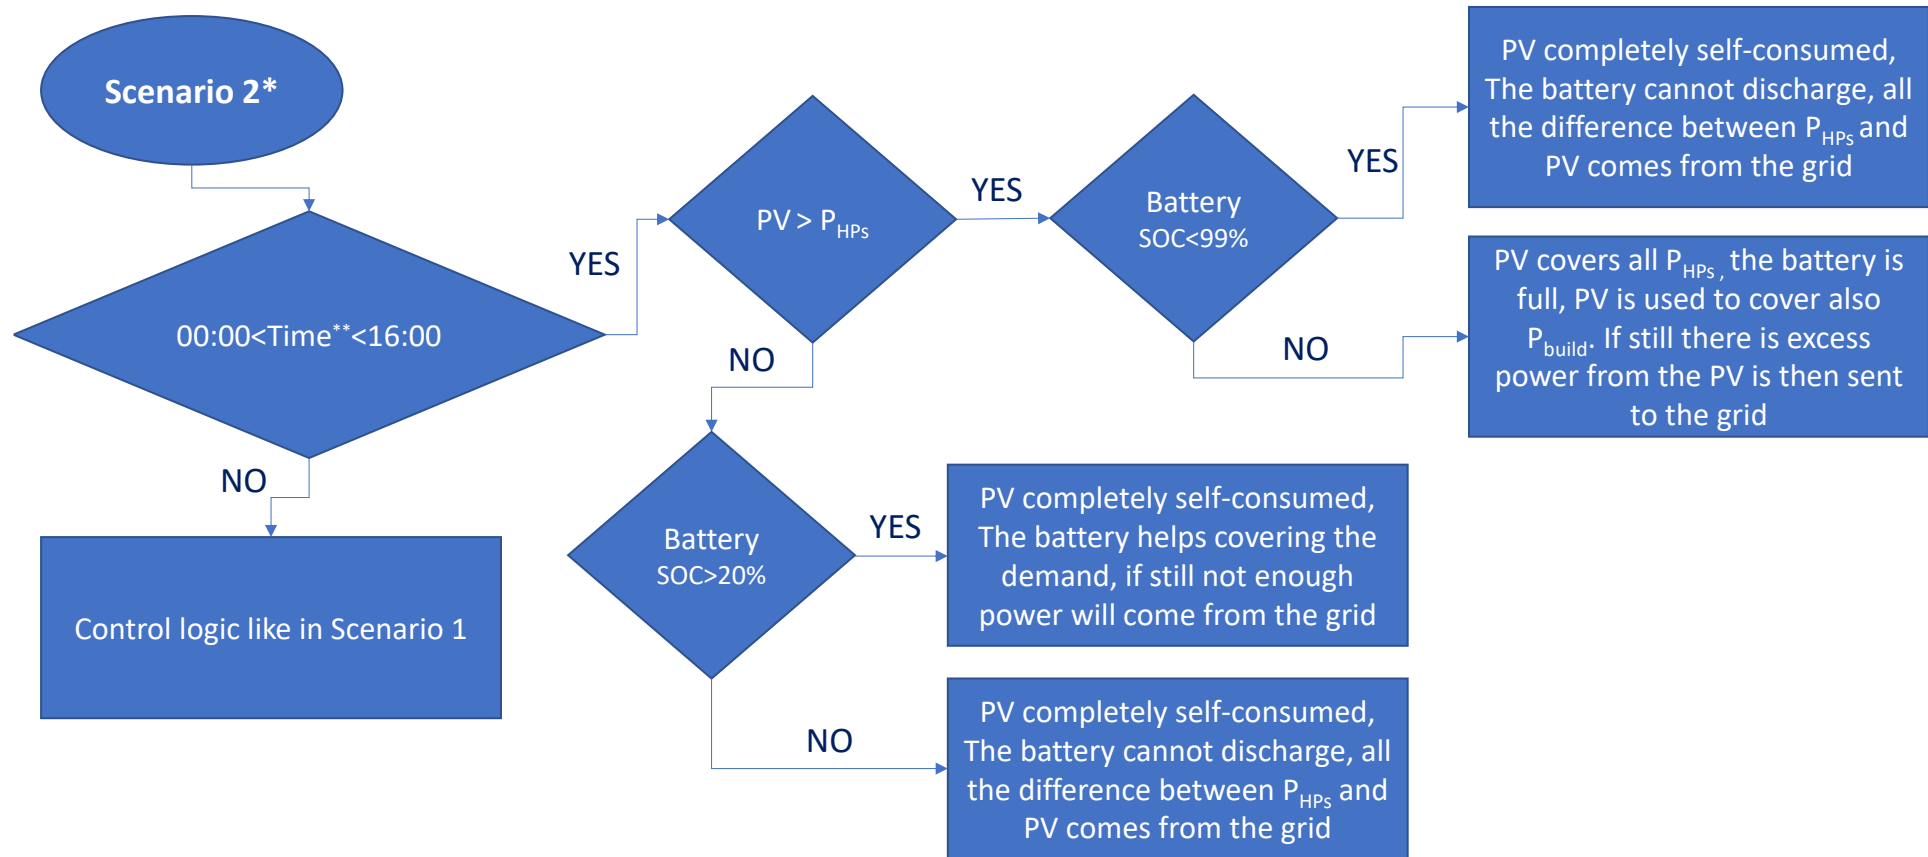 Scenario 2*
00:00<Time**<16:00
YES
NO
Control logic like in Scenario 1
PV > PHPs
YES
NO
Battery
SOC<99%
YES
NO
PV completely self-consumed,
The battery cannot discharge, all
the difference between PHPs and
PV comes from the grid
PV covers all PHPs , the battery is
full, PV is used to cover also
Pbuild. If still there is excess
power from the PV is then sent
to the grid
Battery
SOC>20%
YES
NO
PV completely self-consumed,
The battery helps covering the
demand, if still not enough
power will come from the grid
PV completely self-consumed,
The battery cannot discharge, all
the difference between PHPs and
PV comes from the grid